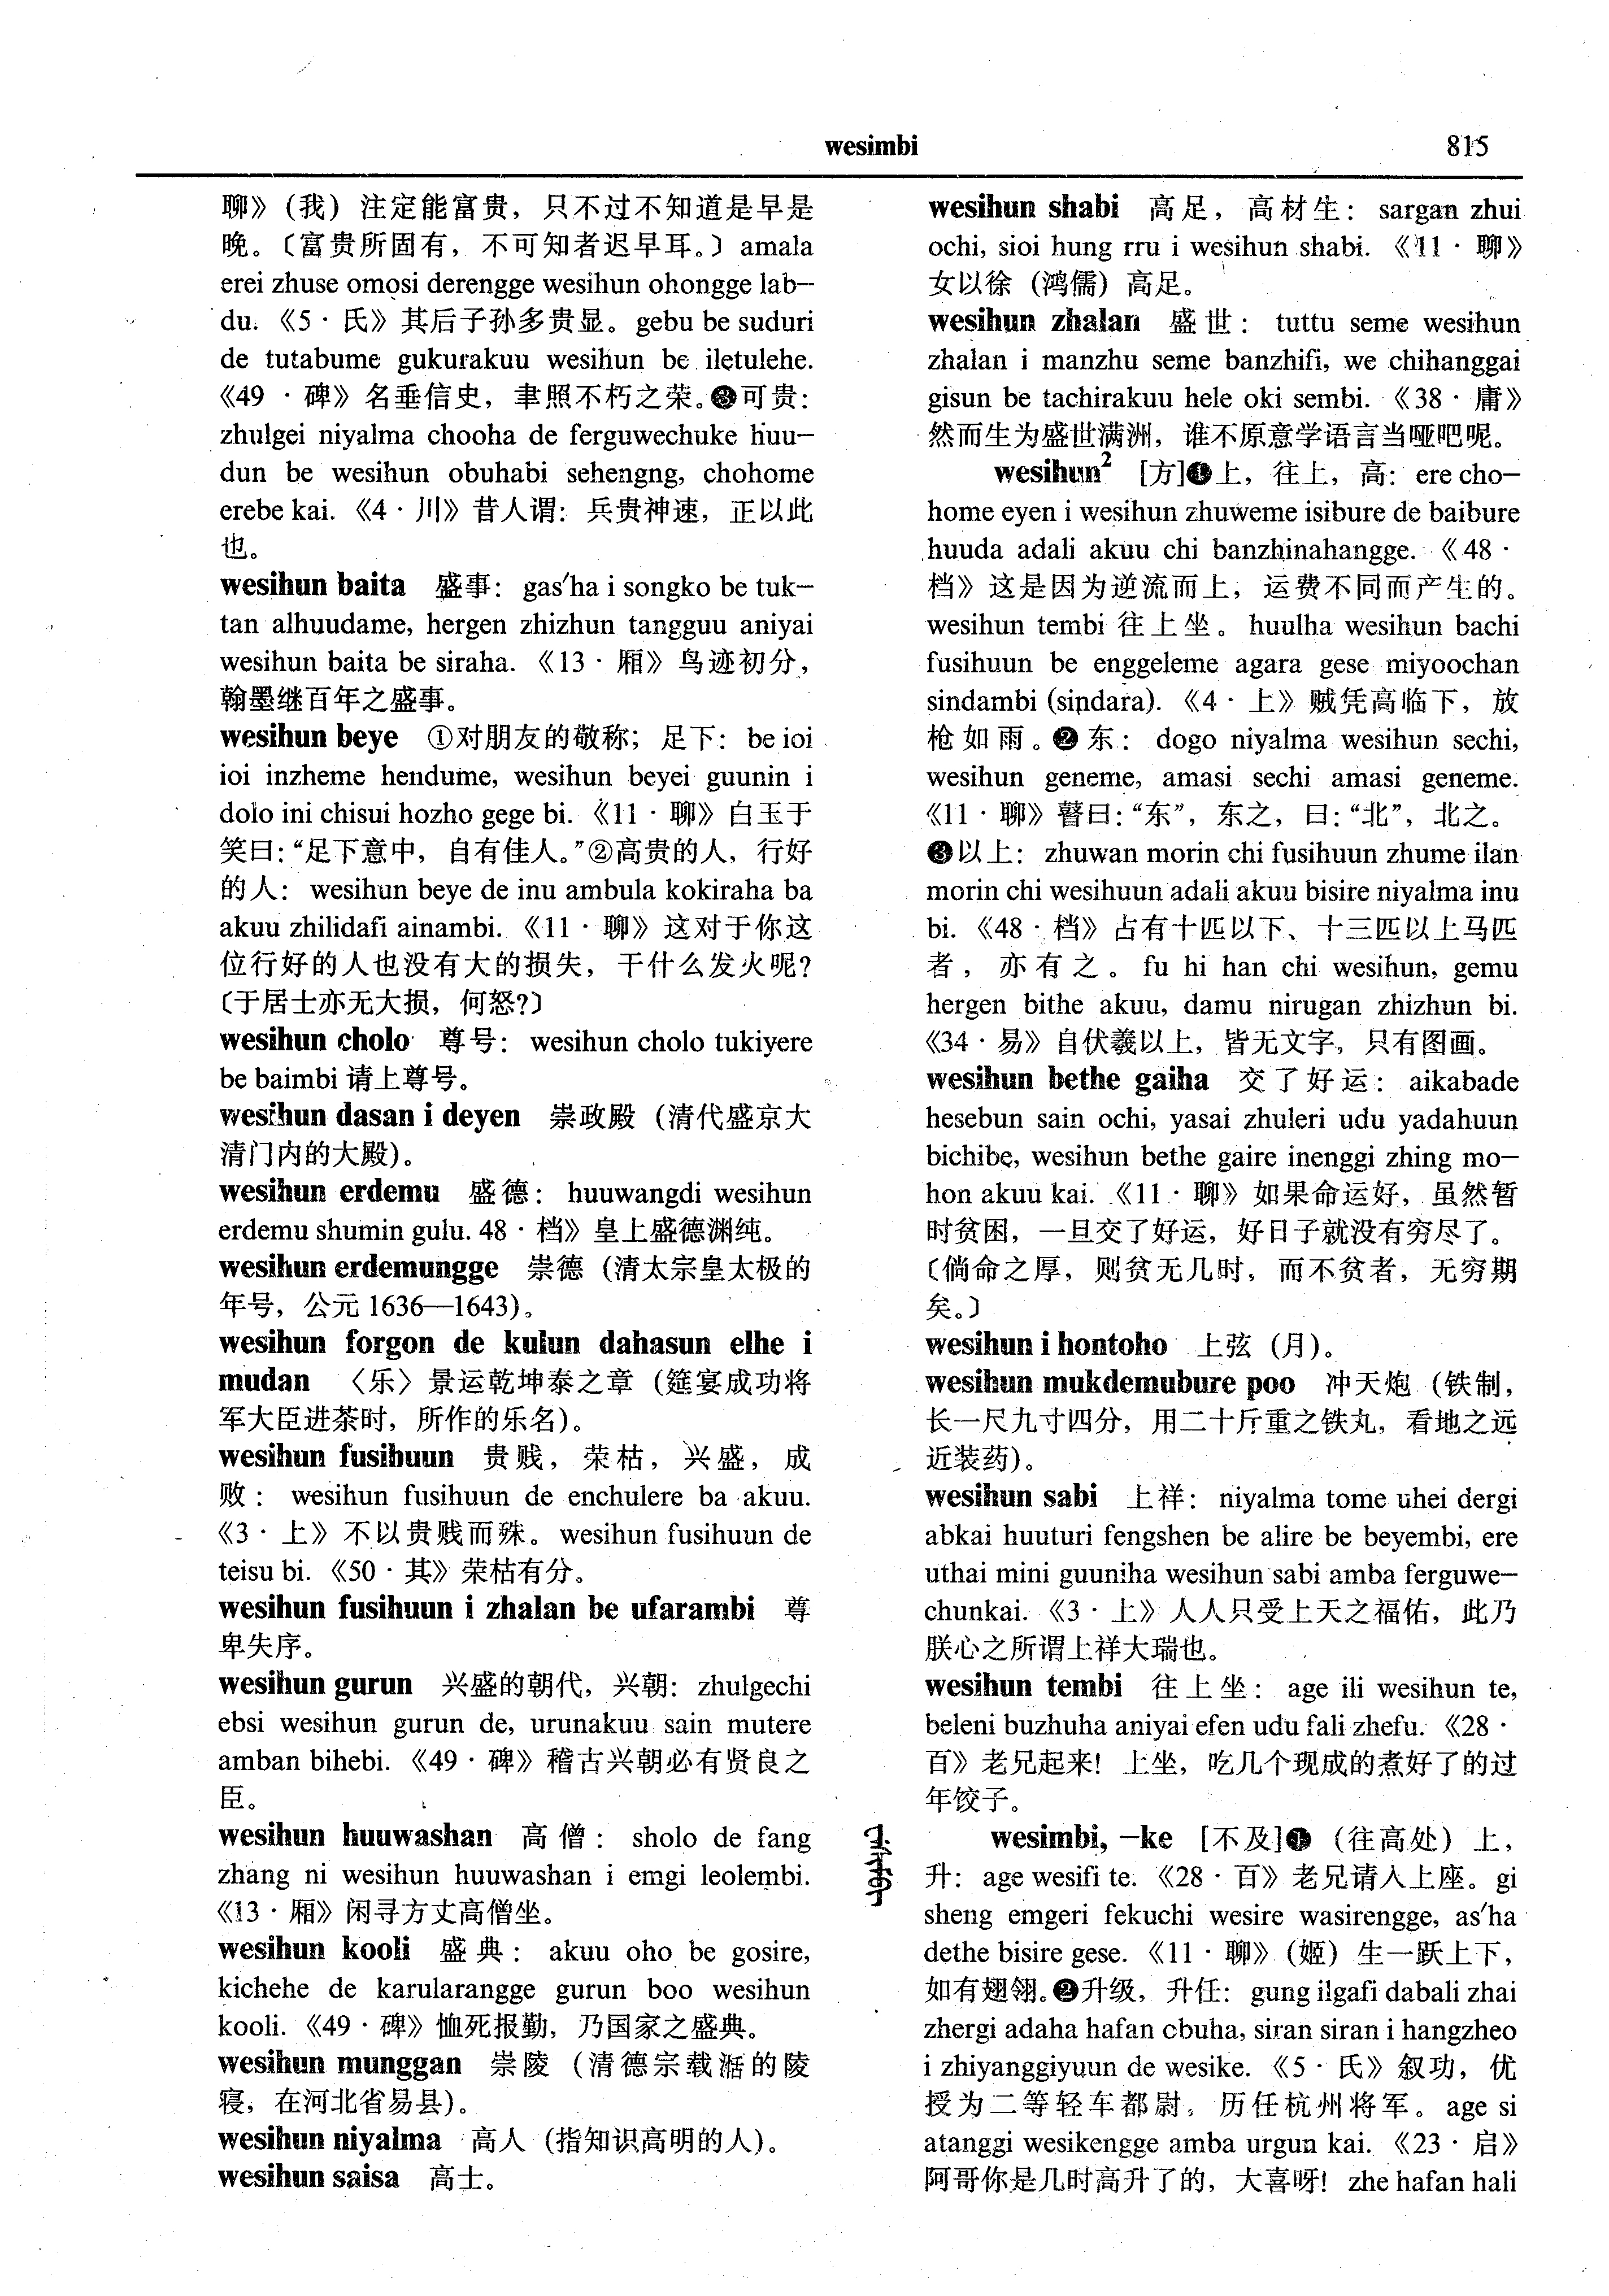 wesimbi
815
聊》（我）注定能富贵，只不过不知道是早是
晚。〔富贵所固有，不可知者迟早耳。〕amala
erei zhuse omosi derengge wesihun ohongge lab-
du.《5·氏》其后子孙多贵显。gebu be suduri
de tutabume gukurakuu wesihun be iletulehe.
《49·碑》名垂信史，聿照不朽之荣。❸可贵：
zhulgei niyalma chooha de ferguwechuke huu-
dun be wesihun obuhabi sehengng, chohome
erebe kai.《4·川》昔人谓：兵贵神速，正以此
也。
wesihun baita 盛事：gas'ha i songko be tuk-
tan alhuudame, hergen zhizhun tangguu aniyai
wesihun baita be siraha.《13·厢》鸟迹初分，
翰墨继百年之盛事。
wesihun beye ①对朋友的敬称；足下：be ioi
ioi inzheme hendume, wesihun beyei guunin i
dolo ini chisui hozho gege bi.《11·聊》白玉于
笑曰：“足下意中，自有佳人。”②高贵的人，行好
的人：wesihun beye de inu ambula kokiraha ba
akuu zhilidafi ainambi.《11·聊》这对于你这
位行好的人也没有大的损失，干什么发火呢？
〔于居士亦无大损，何怒?〕
wesihun cholo 尊号：wesihun cholo tukiyere
be baimbi 请上尊号。
wesihun dasan i deyen 崇政殿（清代盛京大
清门内的大殿）。
wesihun erdemu 盛德：huuwangdi wesihun
erdemu shumin gulu. 48·档》皇上盛德渊纯。
wesihun erdemungge 崇德（清太宗皇太极的
年号，公元1636—1643）。
wesihun forgon de kulun dahasun elhe i
mudan 〈乐〉景运乾坤泰之章（筵宴成功将
军大臣进茶时，所作的乐名）。
wesihun fusihuun 贵贱，荣枯，兴盛，成
败：wesihun fusihuun de enchulere ba akuu.
《3·上》不以贵贱而殊。wesihun fusihuun de
teisu bi.《50·其》荣枯有分。
wesihun fusihuun i zhalan be ufarambi 尊
卑失序。
wesihun gurun 兴盛的朝代，兴朝：zhulgechi
ebsi wesihun gurun de, urunakuu sain mutere
amban bihebi.《49·碑》稽古兴朝必有贤良之
臣。
wesihun huuwashan 高僧：sholo de fang
zhang ni wesihun huuwashan i emgi leolembi.
《13·厢》闲寻方丈高僧坐。
wesihun kooli 盛典：akuu oho be gosire,
kichehe de karularangge gurun boo wesihun
kooli.《49·碑》恤死报勤，乃国家之盛典。
wesihun munggan 崇陵（清德宗载湉的陵
寝，在河北省易县）。
wesihun niyalma 高人（指知识高明的人）。
wesihun saisa 高士。
wesihun shabi 高足，高材生：sargan zhui
ochi, sioi hung rru i wesihun shabi.《11·聊》
女以徐（鸿儒）高足。
wesihun zhalan 盛世：tuttu seme wesihun
zhalan i manzhu seme banzhifi, we chihanggai
gisun be tachirakuu hele oki sembi.《38·庸》
然而生为盛世满洲，谁不原意学语言当哑吧呢。
wesihun² [方]❶上，往上，高：ere cho-
home eyen i wesihun zhuweme isibure de baibure
huuda adali akuu chi banzhinahangge.《48·
档》这是因为逆流而上，运费不同而产生的。
wesihun tembi 往上坐。huulha wesihun bachi
fusihuun be enggeleme agara gese miyoochan
sindambi (sindara).《4·上》贼凭高临下，放
枪如雨。❷东：dogo niyalma wesihun sechi,
wesihun geneme, amasi sechi amasi geneme.
《11·聊》瞽曰：“东”，东之，曰：“北”，北之。
❸以上：zhuwan morin chi fusihuun zhume ilan
morin chi wesihuun adali akuu bisire niyalma inu
bi.《48·档》占有十匹以下、十三匹以上马匹
者，亦有之。fu hi han chi wesihun, gemu
hergen bithe akuu, damu nirugan zhizhun bi.
《34·易》自伏羲以上，皆无文字，只有图画。
wesihun bethe gaiha 交了好运：aikabade
hesebun sain ochi, yasai zhuleri udu yadahuun
bichibe, wesihun bethe gaire inenggi zhing mo-
hon akuu kai.《11·聊》如果命运好，虽然暂
时贫困，一旦交了好运，好日子就没有穷尽了。
〔倘命之厚，则贫无几时，而不贫者，无穷期
矣。〕
wesihun i hontoho 上弦（月）。
wesihun mukdemubure poo 冲天炮（铁制，
长一尺九寸四分，用二十斤重之铁丸，看地之远
近装药）。
wesihun sabi 上祥：niyalma tome uhei dergi
abkai huuturi fengshen be alire be beyembi, ere
uthai mini guuniha wesihun sabi amba ferguwe-
chunkai.《3·上》人人只受上天之福佑，此乃
朕心之所谓上祥大瑞也。
wesihun tembi 往上坐：age ili wesihun te,
beleni buzhuha aniyai efen udu fali zhefu.《28·
百》老兄起来！上坐，吃几个现成的煮好了的过
年饺子。
wesimbi, -ke [不及]❶（往高处）上，
升：age wesifi te.《28·百》老兄请入上座。gi
sheng emgeri fekuchi wesire wasirengge, as'ha
dethe bisire gese.《11·聊》（姬）生一跃上下，
如有翅翎。❷升级，升任：gung ilgafi dabali zhai
zhergi adaha hafan cbuha, siran siran i hangzheo
i zhiyanggiyuun de wesike.《5·氏》叙功，优
授为二等轻车都尉。历任杭州将军。age si
atanggi wesikengge amba urgun kai.《23·启》
阿哥你是几时高升了的，大喜呀！zhe hafan hali